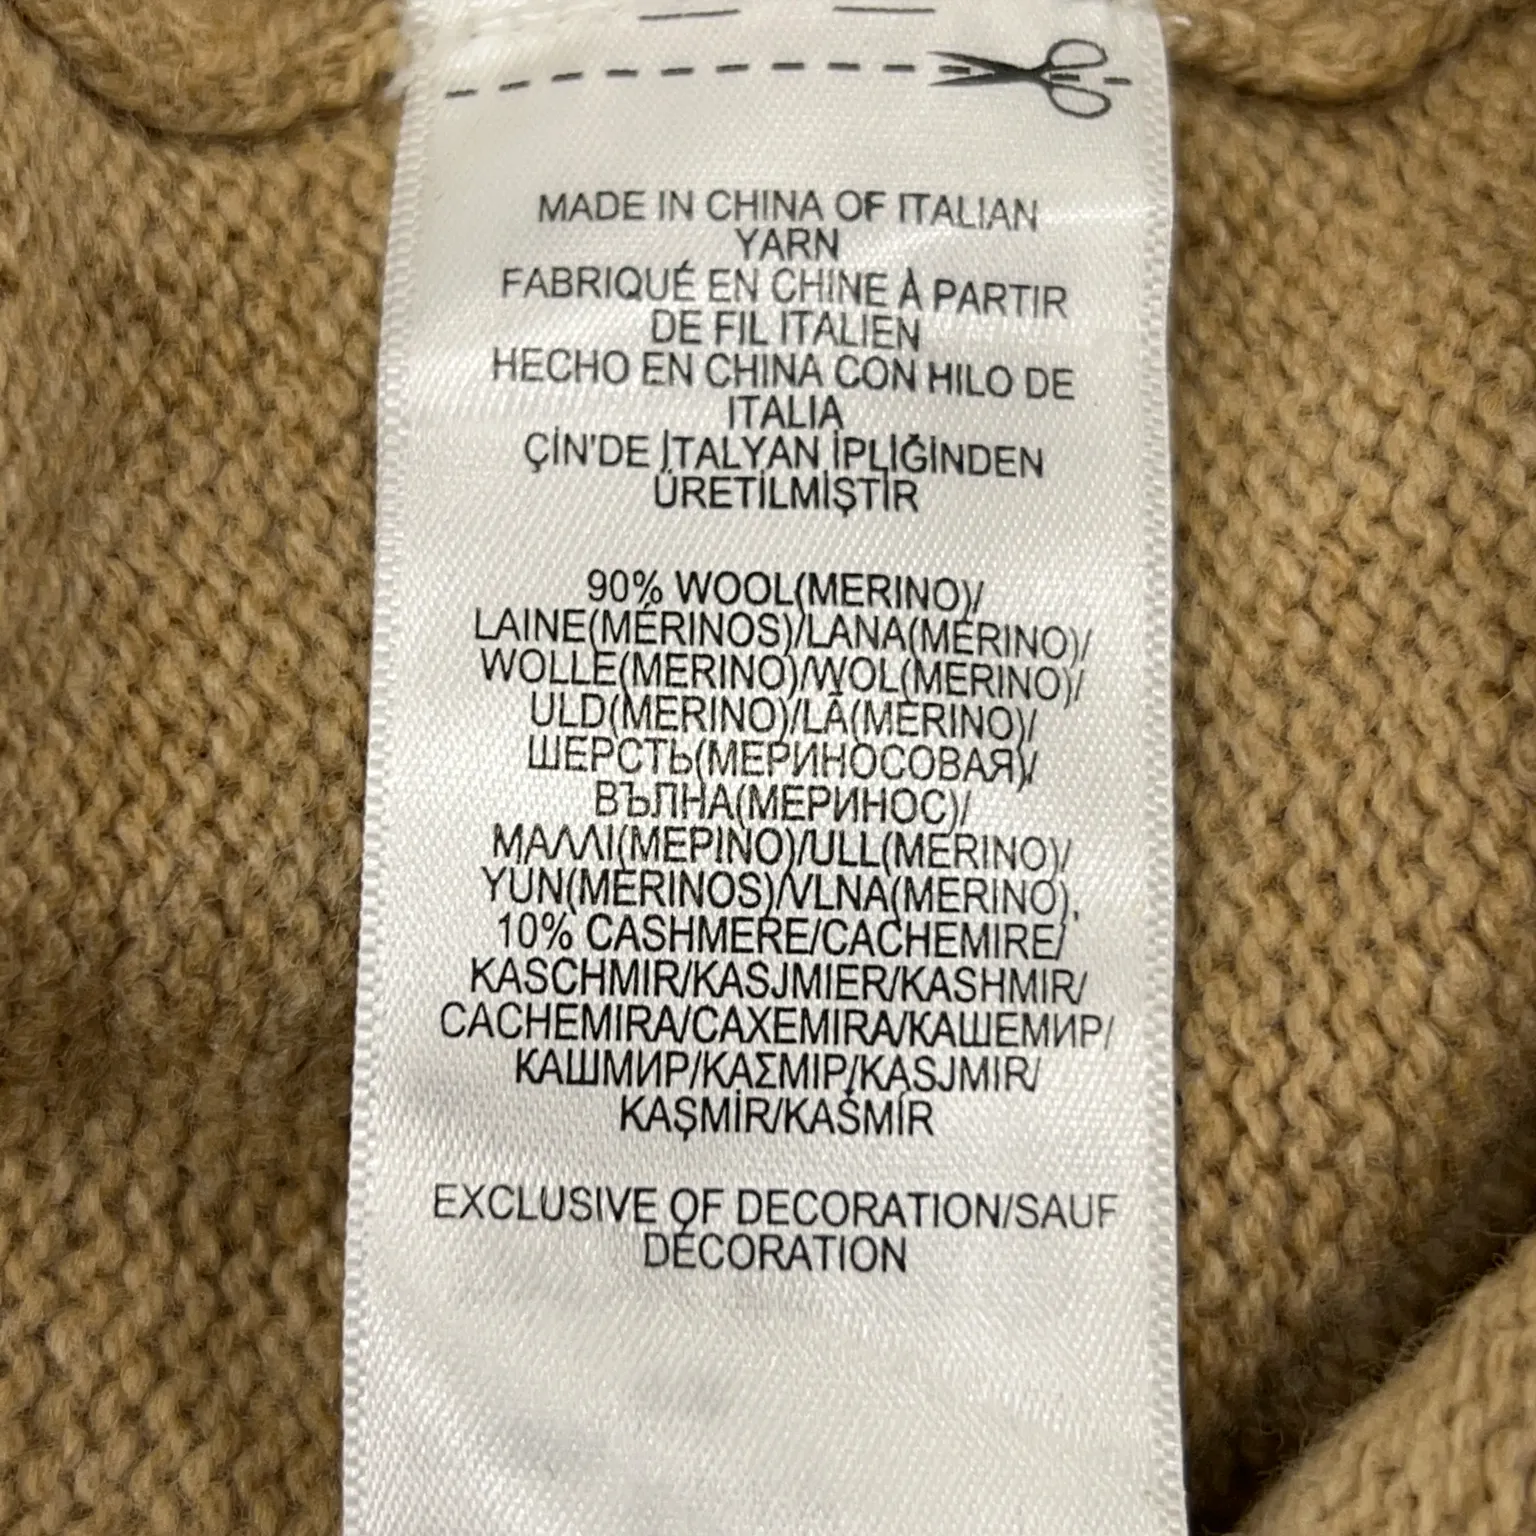 MADE IN CHINA OF ITALIAN
YARN
FABRIQUÉ EN CHINE À PARTIR
DE FIL ITALIEN
HECHO EN CHINA CON HILO DE
ITALIA
ÇİN'DE İTALYAN İPLİĞİNDEN
ÜRETİLMİŞTİR
90% WOOL(MERINO)/
LAINE(MÉRINOS)/LANA(MERINO)/
WOLLE(MERINO)/WOL(MERINO)/
ULD(MERINO)/LÃ(MERINO)/
ШЕРСТЬ(МЕРИНОСОВАЯ)/
ВЪЛНА(МЕРИНОС)/
ΜΑΛΛΙ(ΜΕΡΙΝΟ)/ULL(MERINO)/
YÜN(MERINOS)/VLNA(MERINO),
10% CASHMERE/CACHEMIRE/
KASCHMIR/KASJMIER/KASHMIR/
CACHEMIRA/CAXEMIRA/КАШЕМИР/
КАШМИР/ΚΑΣΜΙΡ/KASJMIR/
KAŞMİR/KAŠMÍR
EXCLUSIVE OF DECORATION/SAUF
DÉCORATION